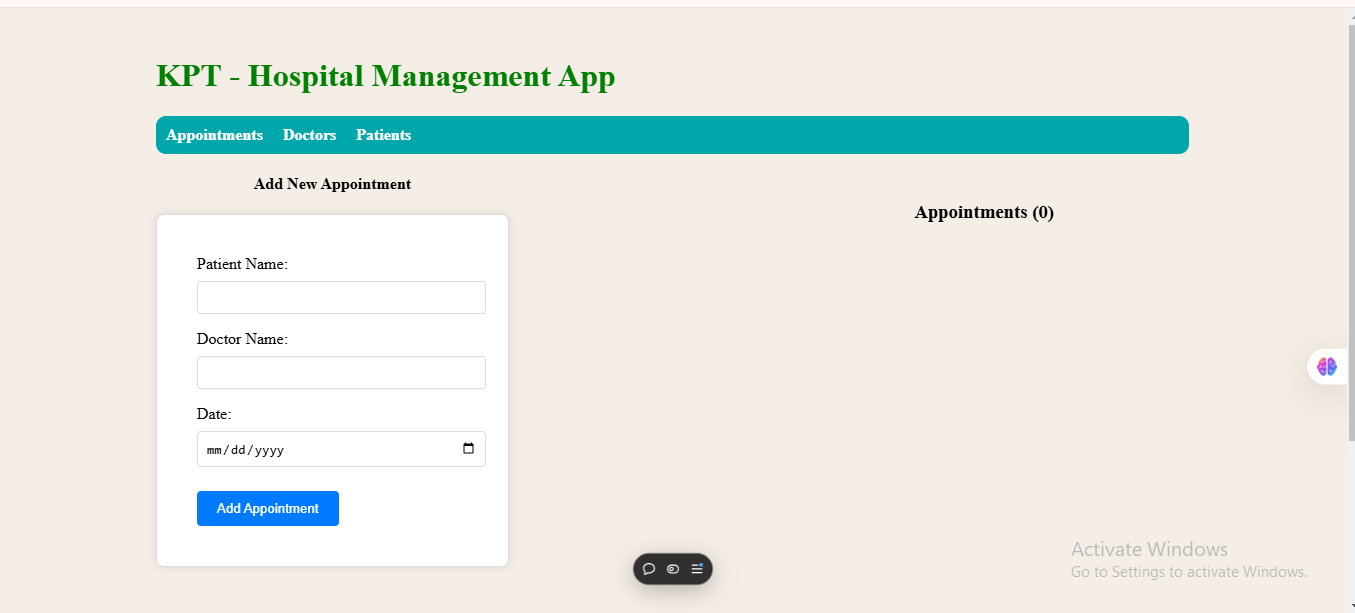 KPT - Hospital Management App
Appointments Doctors Patients
Add New Appointment
Appointments (0)
Patient Name:
Doctor Name:
Date:
mm/dd/yyyy
Add Appointment
Activate Windows
Go to Settings to activate Windows.